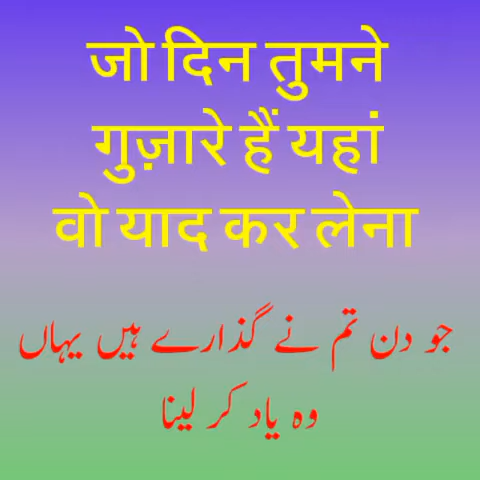 जो दिन तुमने
गुज़ारे हैं यहां
वो याद कर लेना
جو دن تم نے گذارے ہیں یہاں
وہ یاد کر لینا